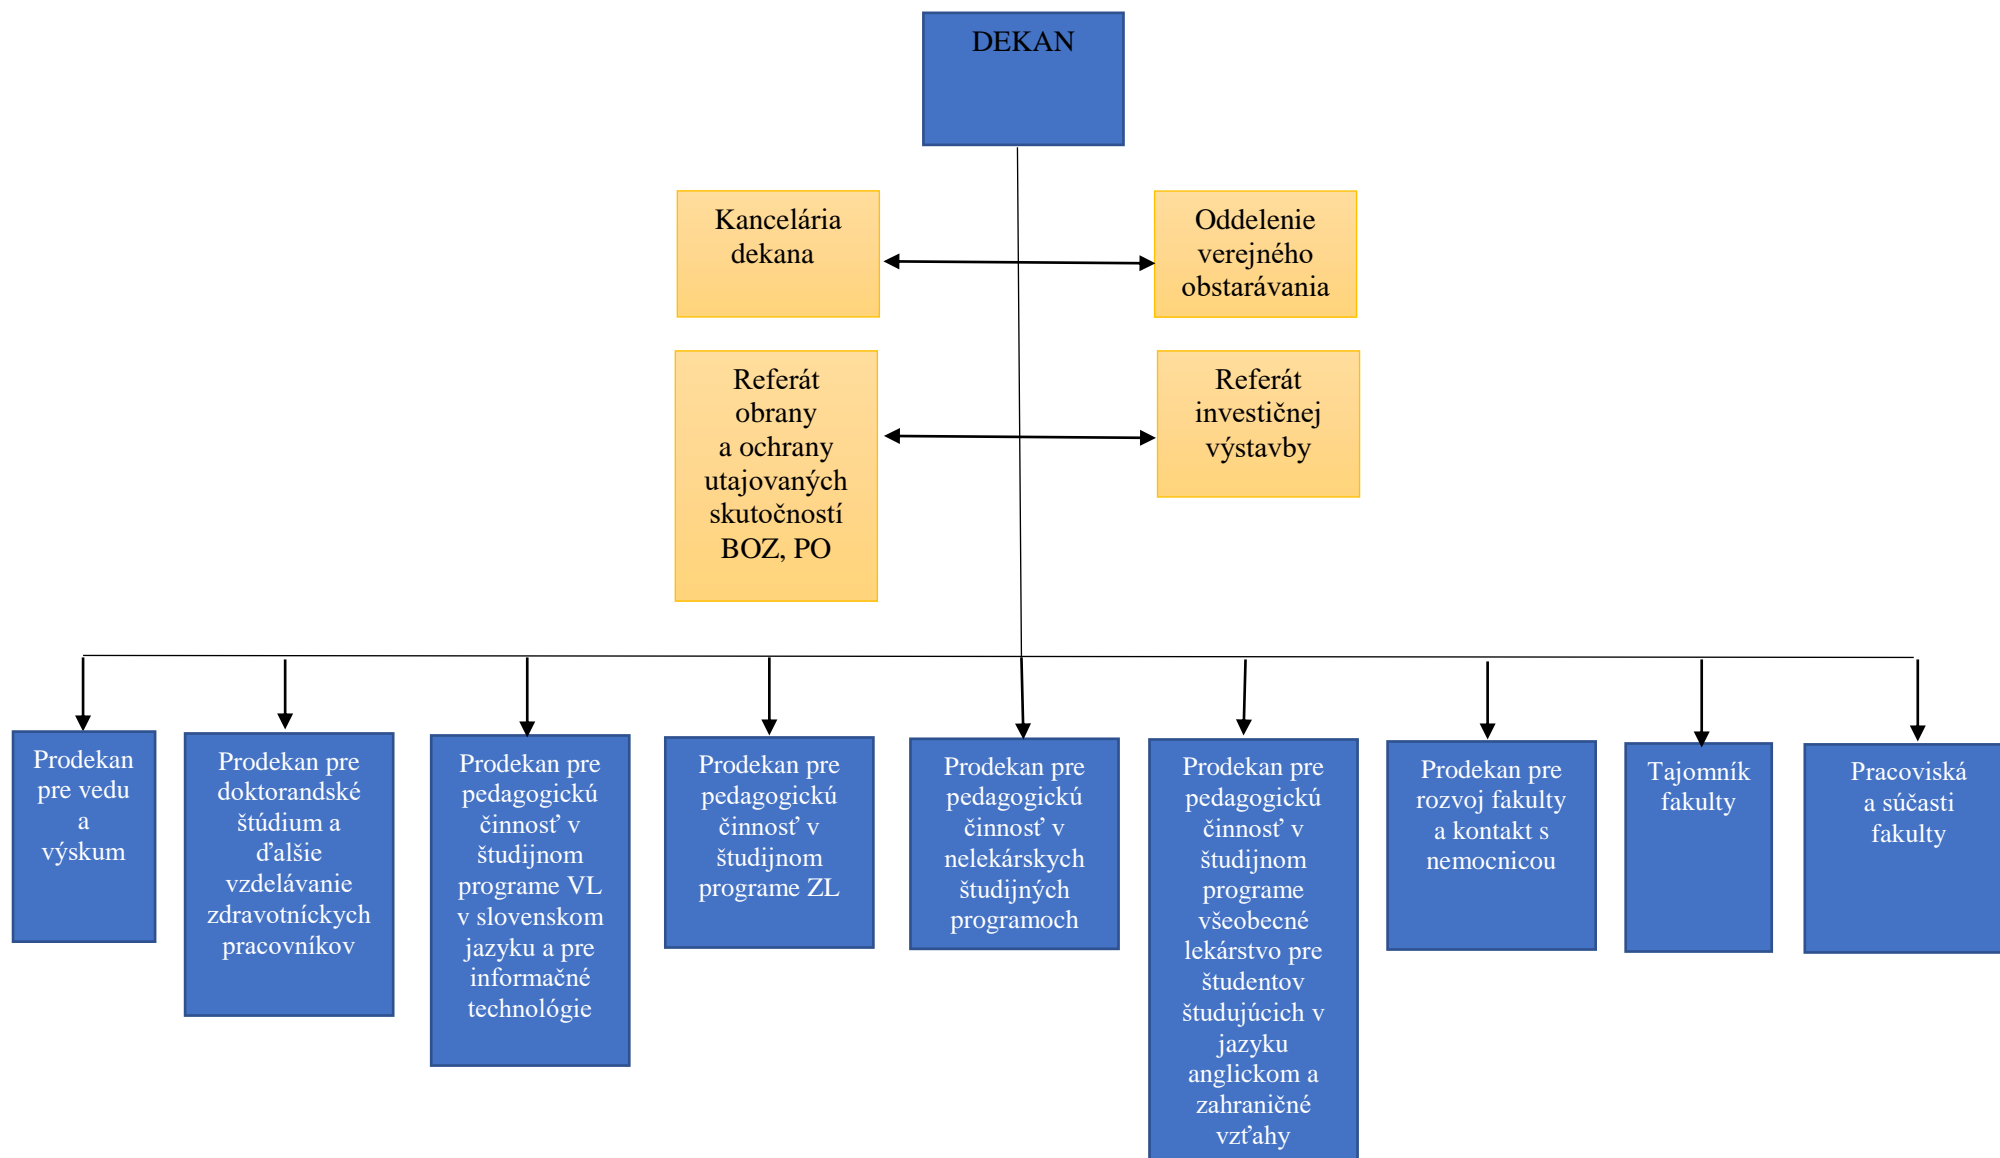 DEKAN
Kancelária
dekana
Oddelenie
verejného
obstarávania
Referát
obrany
a ochrany
utajovaných
skutočností
BOZ, PO
Referát
investičnej
výstavby
Prodekan
pre vedu
a
výskum
Prodekan pre
doktorandské
štúdium a
ďalšie
vzdelávanie
zdravotníckych
pracovníkov
Prodekan pre
pedagogickú
činnosť v
študijnom
programe VL
v slovenskom
jazyku a pre
informačné
technológie
Prodekan pre
pedagogickú
činnosť v
študijnom
programe ZL
Prodekan pre
pedagogickú
činnosť v
nelekárskych
študijných
programoch
Prodekan pre
pedagogickú
činnosť v
študijnom
programe
všeobecné
lekárstvo pre
študentov
študujúcich v
jazyku
anglickom a
zahraničné
vzťahy
Prodekan pre
rozvoj fakulty
a kontakt s
nemocnicou
Tajomník
fakulty
Pracoviská
a súčasti
fakulty